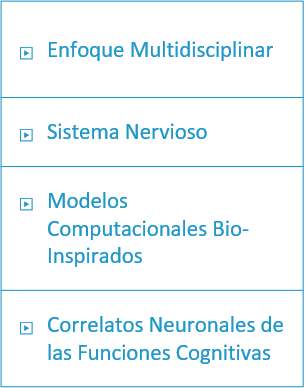 Enfoque Multidisciplinar
Sistema Nervioso
Modelos
Computacionales Bio-
Inspirados
Correlatos Neuronales de
las Funciones Cognitivas